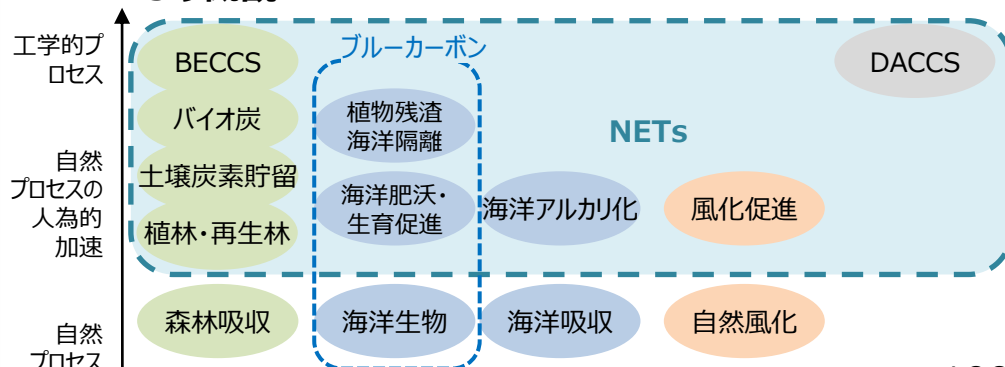 工学的プ
ロセス
BECCS
ブルーカーボン
DACCS
バイオ炭
植物残渣
海洋隔離
NETs
自然
プロセスの
人為的
加速
土壌炭素貯留
海洋肥沃・
生育促進
海洋アルカリ化
風化促進
植林・再生林
自然
プロセス
森林吸収
海洋生物
海洋吸収
自然風化